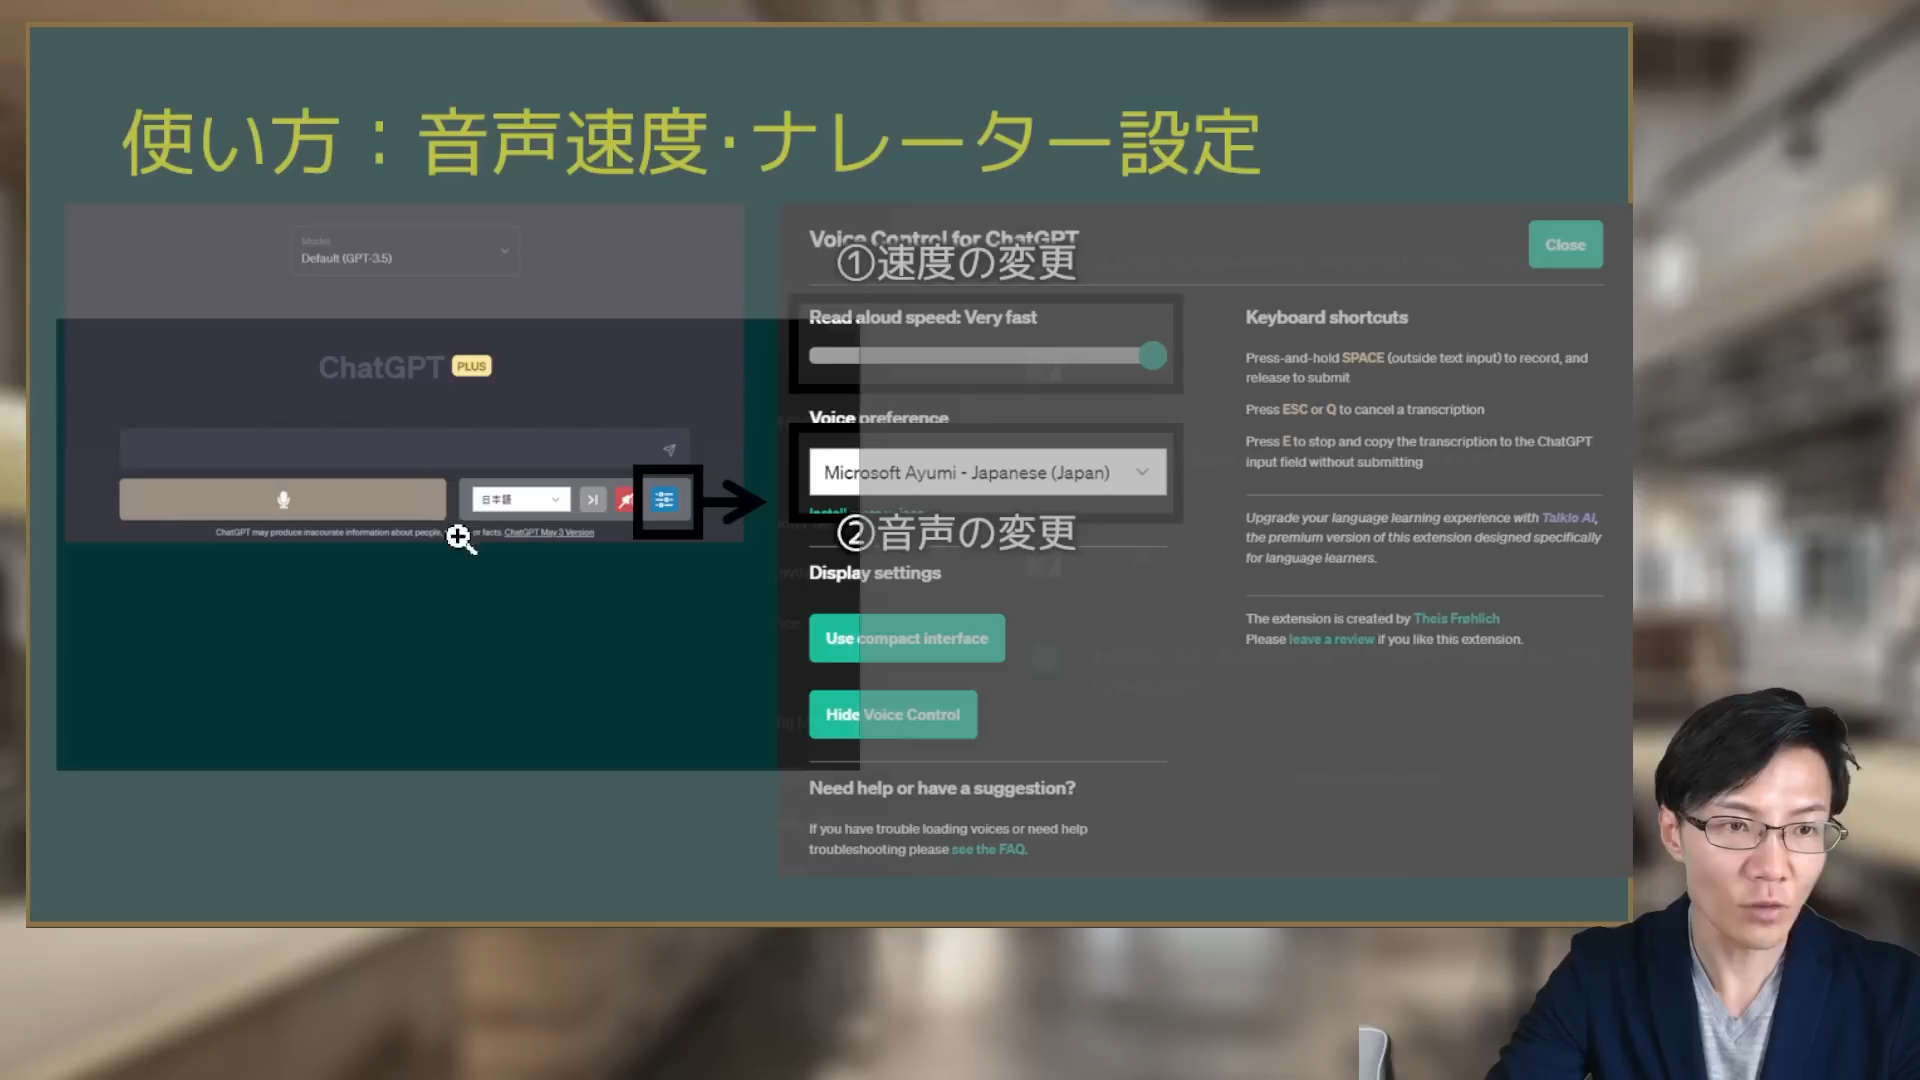 使い方：音声速度･ナレーター設定
Model
Default (GPT-3.5)
ChatGPT PLUS
日本語
ChatGPT may produce inaccurate information about people, or facts. ChatGPT May 3 Version
Voice Control for ChatGPT
Close
①速度の変更
Read aloud speed: Very fast
Voice preference
Microsoft Ayumi - Japanese (Japan)
②音声の変更
Display settings
Use compact interface
Hide Voice Control
Need help or have a suggestion?
If you have trouble loading voices or need help
troubleshooting please see the FAQ.
Keyboard shortcuts
Press-and-hold SPACE (outside text input) to record, and
release to submit
Press ESC or Q to cancel a transcription
Press E to stop and copy the transcription to the ChatGPT
input field without submitting
Upgrade your language learning experience with Talkio AI,
the premium version of this extension designed specifically
for language learners.
The extension is created by Theis Frøhlich
Please leave a review if you like this extension.